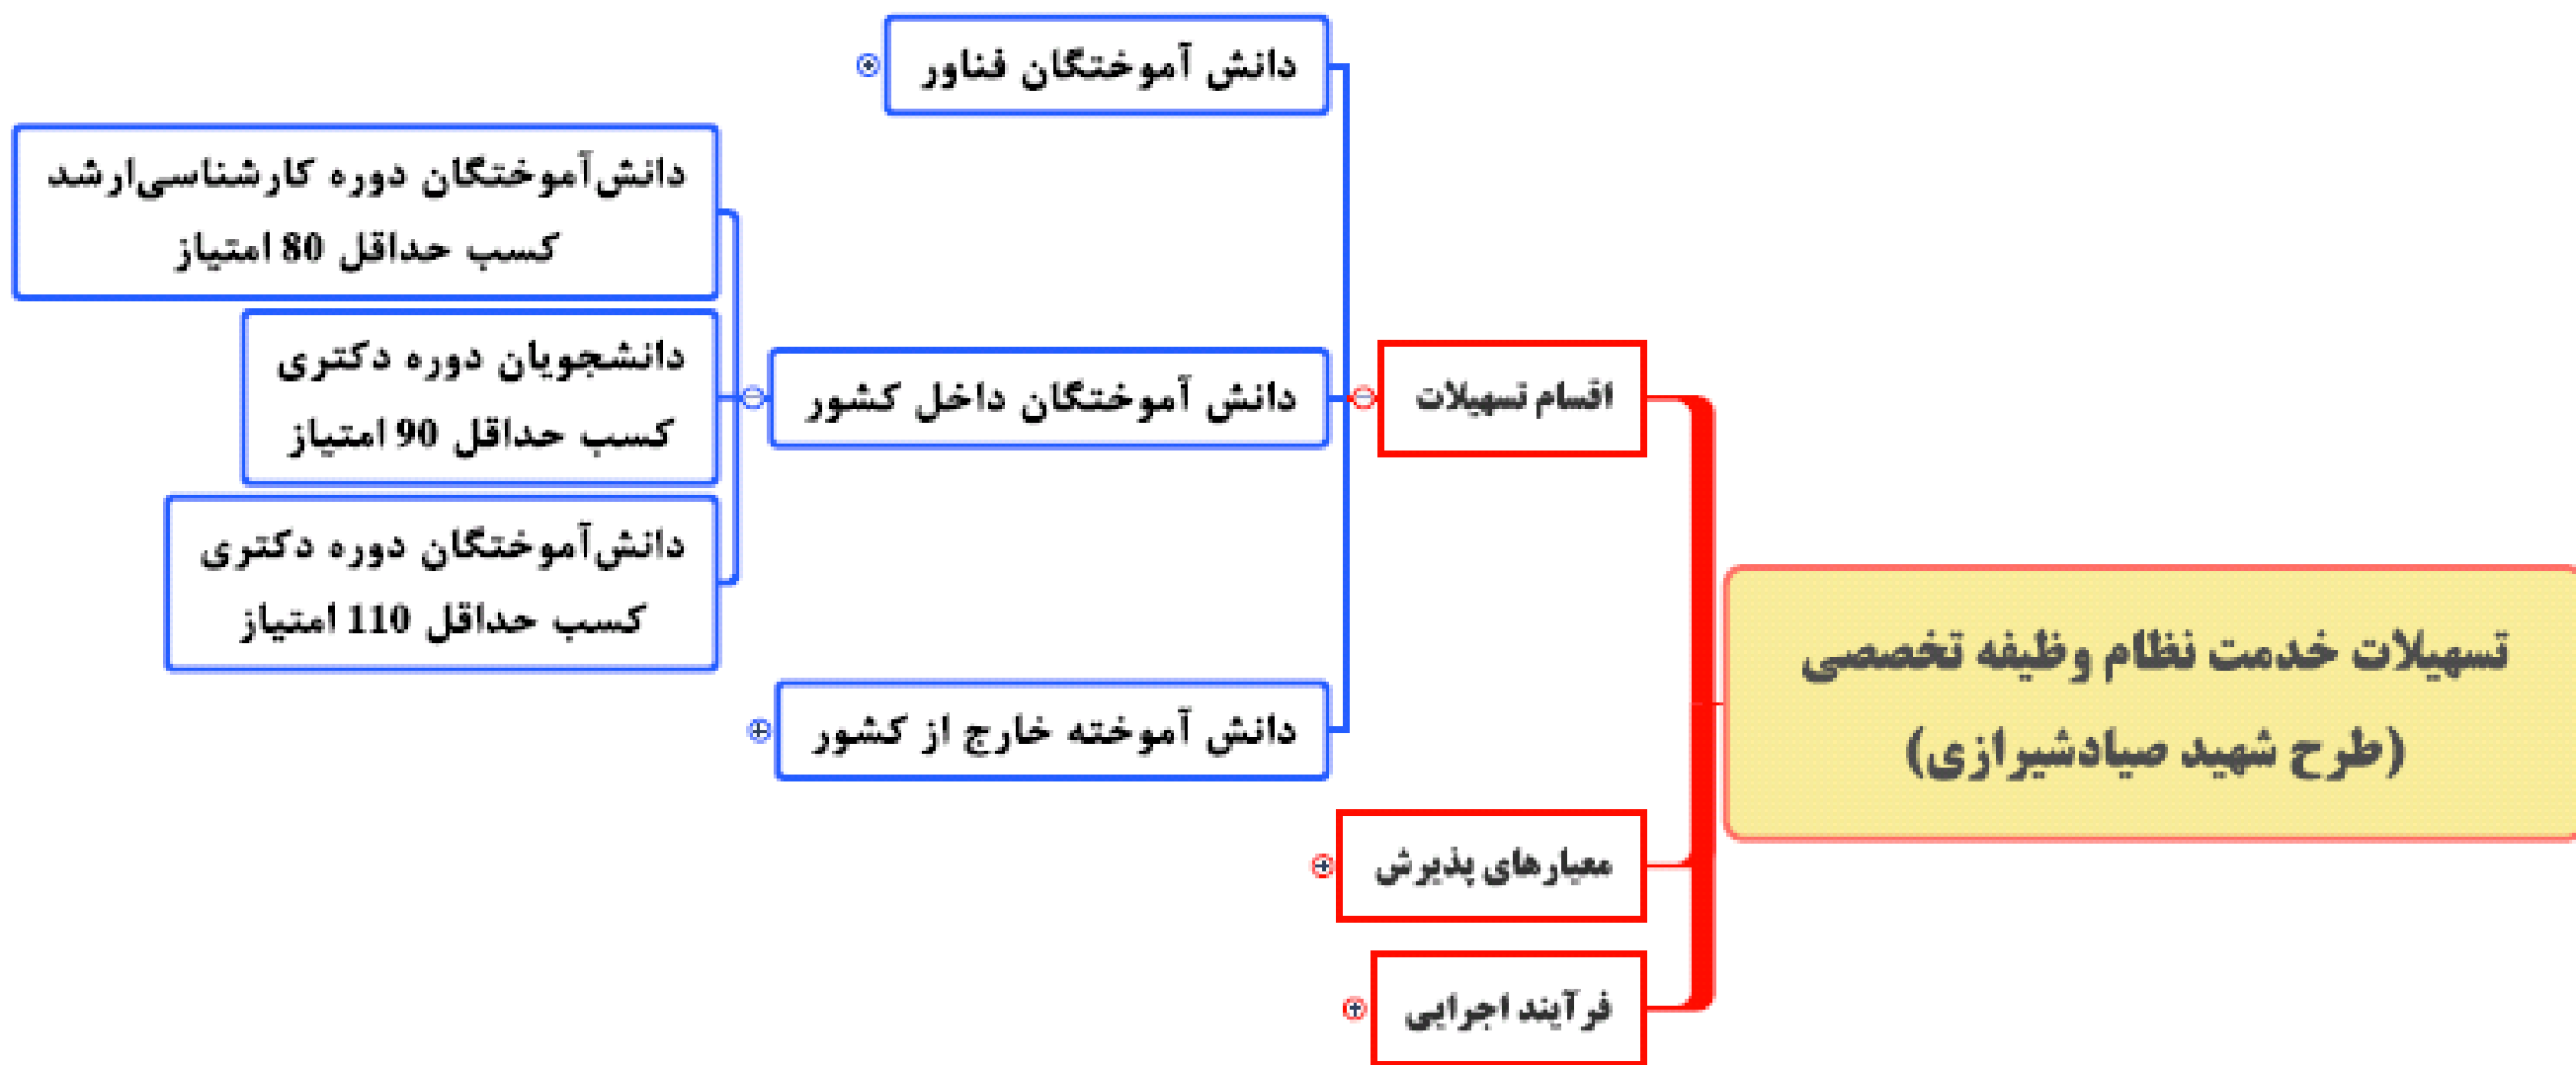 تسهیلات خدمت نظام وظیفه تخصصی
(طرح شهید صیادشیرازی)
اقسام تسهیلات
دانش آموختگان فناور
دانش آموختگان داخل کشور
دانش‌آموختگان دوره کارشناسی‌ارشد
کسب حداقل 80 امتیاز
دانشجویان دوره دکتری
کسب حداقل 90 امتیاز
دانش‌آموختگان دوره دکتری
کسب حداقل 110 امتیاز
دانش آموخته خارج از کشور
معیارهای پذیرش
فرآیند اجرایی